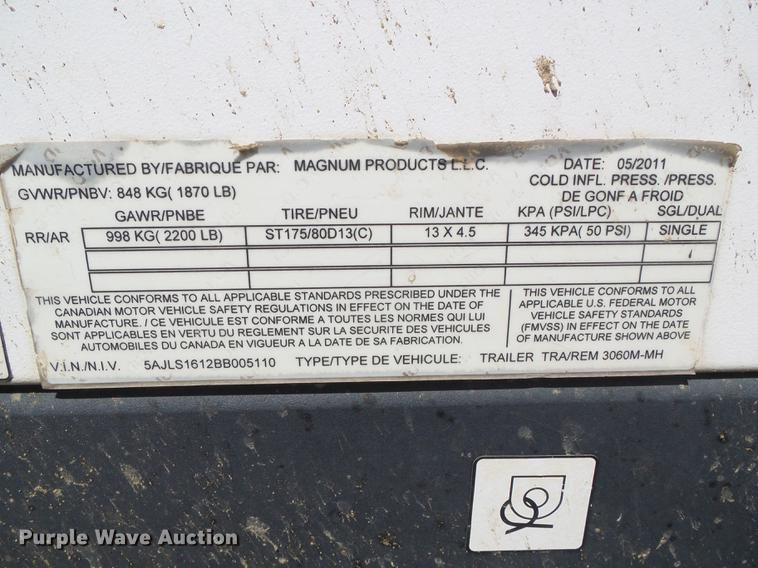 MANUFACTURED BY/FABRIQUE PAR: MAGNUM PRODUCTS L.L.C. DATE: 05/2011
GVWR/PNBV: 848 KG( 1870 LB) COLD INFL. PRESS. /PRESS.
DE GONF A FROID
GAWR/PNBE TIRE/PNEU RIM/JANTE KPA (PSI/LPC) SGL/DUAL
RR/AR 998 KG( 2200 LB) ST175/80D13(C) 13 X 4.5 345 KPA( 50 PSI) SINGLE
THIS VEHICLE CONFORMS TO ALL APPLICABLE STANDARDS PRESCRIBED UNDER THE
CANADIAN MOTOR VEHICLE SAFETY REGULATIONS IN EFFECT ON THE DATE OF
MANUFACTURE. / CE VEHICULE EST CONFORME A TOUTES LES NORMES QUI LUI
SONT APPLICABLES EN VERTU DU REGLEMENT SUR LA SECURITE DES VEHICULES
AUTOMOBILES DU CANADA EN VIGUEUR A LA DATE DE SA FABRICATION.
THIS VEHICLE CONFORMS TO ALL
APPLICABLE U.S. FEDERAL MOTOR
VEHICLE SAFETY STANDARDS
(FMVSS) IN EFFECT ON THE DATE
OF MANUFACTURE SHOWN ABOVE
V.I.N./N.I.V. 5AJLS1612BB005110 TYPE/TYPE DE VEHICULE: TRAILER TRA/REM 3060M-MH
Purple Wave Auction